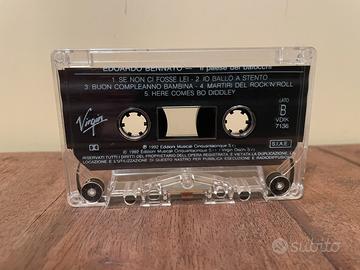 EDOARDO BENNATO - Il paese dei balocchi
1. SE NON CI FOSSE LEI - 2 IO BALLO A STENTO
3. BUON COMPLEANNO BAMBINA - 4. MARTIRI DEL ROCK'N'ROLL
5. HERE COMES BO DIDDLEY
LATO
B
VDIK
7136
Virgin
S.I.A.E.
℗ 1992 Edizioni Musicali Cinquantacinque S.r.l.
© 1992 Edizioni Musicali Cinquantacinque S.r.l. - Virgin Dischi S.r.l.
RISERVATI TUTTI I DIRITTI DEL PROPRIETARIO DELL'OPERA REGISTRATA. E VIETATA LA DUPLICAZIONE,
LOCAZIONE E L'UTILIZZAZIONE DI QUESTO NASTRO PER PUBBLICA ESECUZIONE E RADIODIFFUSIONE
subito